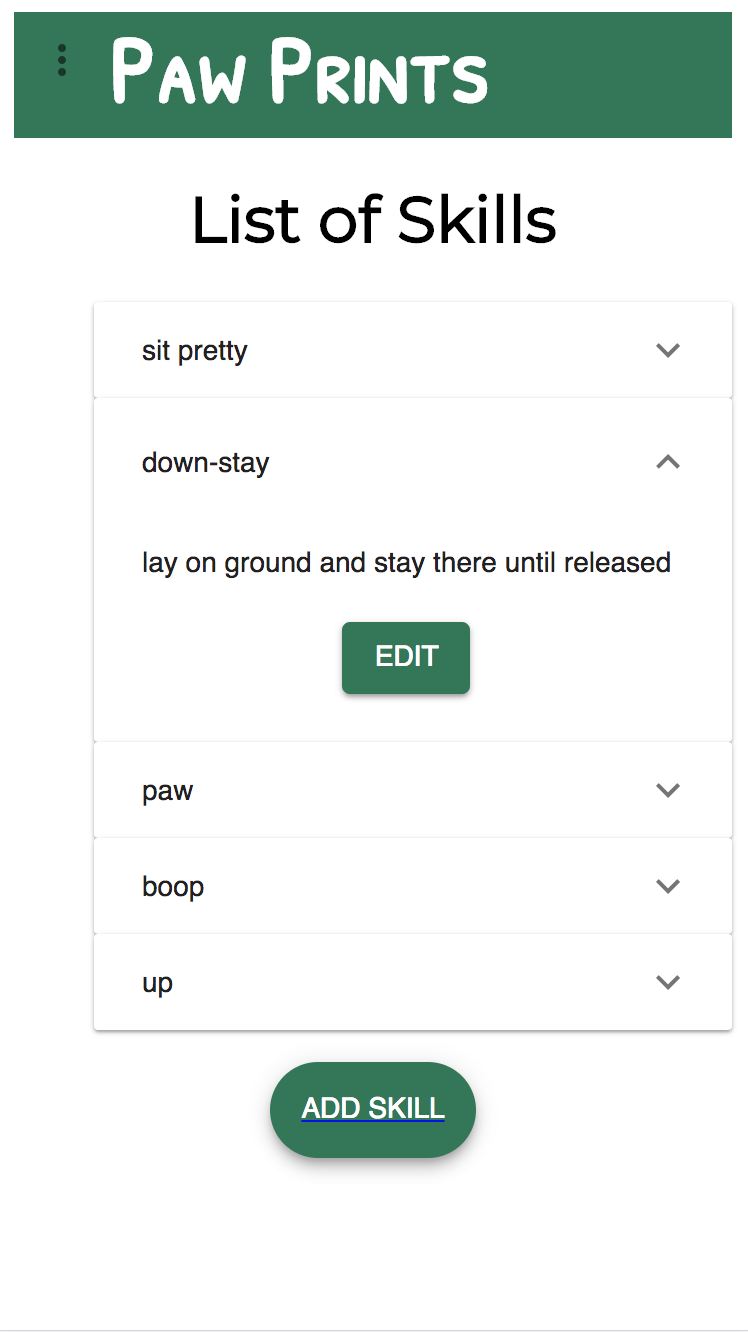 Paw Prints
List of Skills
sit pretty
down-stay
lay on ground and stay there until released
EDIT
paw
boop
up
ADD SKILL